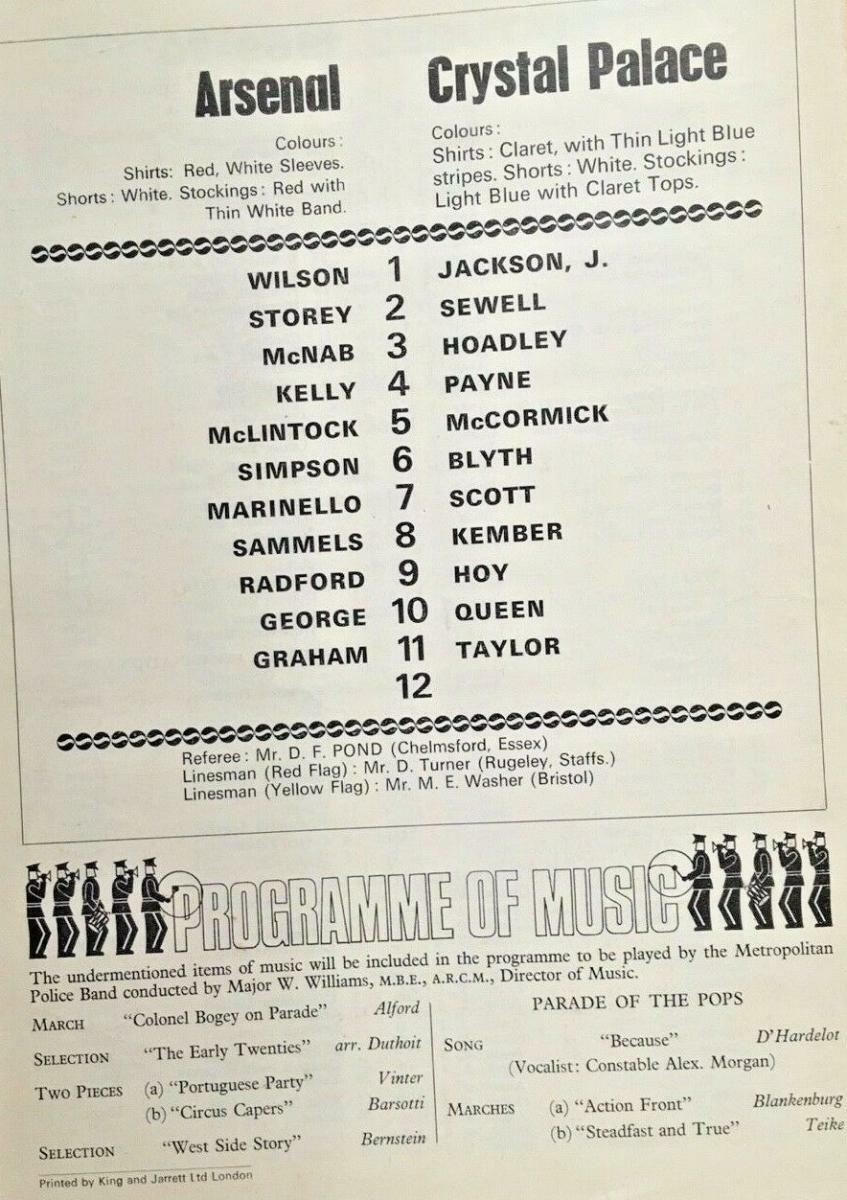 Arsenal
Colours:
Shirts: Red, White Sleeves.
Shorts: White. Stockings: Red with
Thin White Band.
Crystal Palace
Colours:
Shirts: Claret, with Thin Light Blue
stripes. Shorts: White. Stockings:
Light Blue with Claret Tops.
WILSON 1 JACKSON, J.
STOREY 2 SEWELL
McNAB 3 HOADLEY
KELLY 4 PAYNE
McLINTOCK 5 McCORMICK
SIMPSON 6 BLYTH
MARINELLO 7 SCOTT
SAMMELS 8 KEMBER
RADFORD 9 HOY
GEORGE 10 QUEEN
GRAHAM 11 TAYLOR
12
Referee: Mr. D. F. POND (Chelmsford, Essex)
Linesman (Red Flag): Mr. D. Turner (Rugeley, Staffs.)
Linesman (Yellow Flag): Mr. M. E. Washer (Bristol)
PROGRAMME OF MUSIC
The undermentioned items of music will be included in the programme to be played by the Metropolitan
Police Band conducted by Major W. Williams, M.B.E., A.R.C.M., Director of Music.
MARCH "Colonel Bogey on Parade" Alford
SELECTION "The Early Twenties" arr. Duthoit
TWO PIECES (a) "Portuguese Party" Vinter
(b) "Circus Capers" Barsotti
SELECTION "West Side Story" Bernstein
PARADE OF THE POPS
SONG "Because" D'Hardelot
(Vocalist: Constable Alex. Morgan)
MARCHES (a) "Action Front" Blankenburg
(b) "Steadfast and True" Teike
Printed by King and Jarrett Ltd London